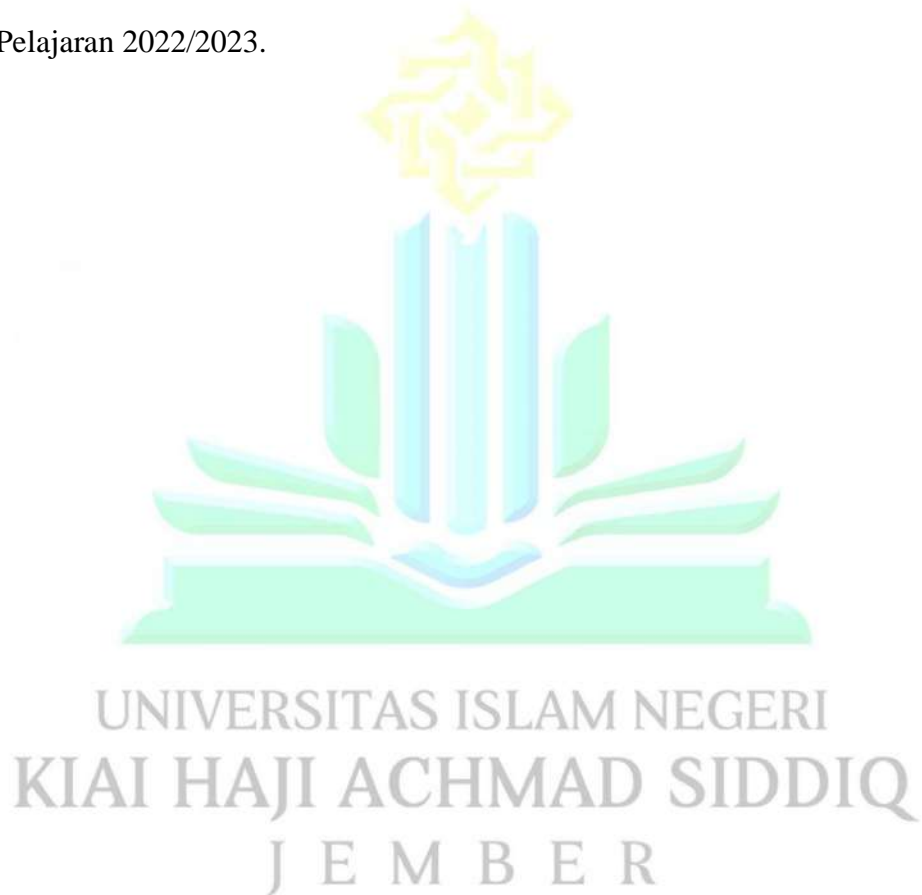 Pelajaran 2022/2023.
UNIVERSITAS ISLAM NEGERI
KIAI HAJI ACHMAD SIDDIQ
J E M B E R